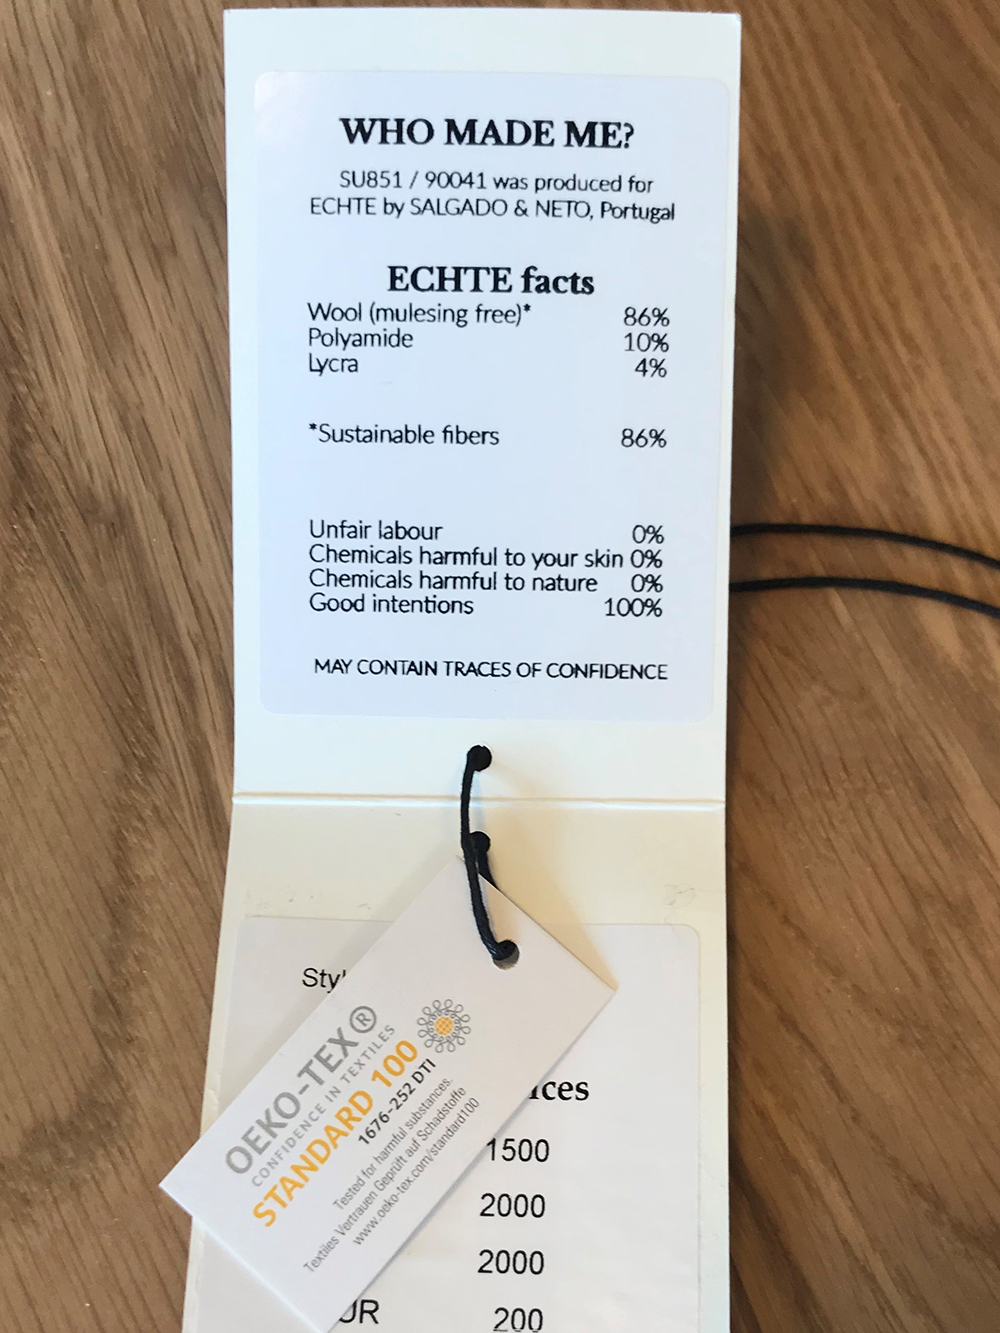 WHO MADE ME?
SU851 / 90041 was produced for
ECHTE by SALGADO & NETO, Portugal
ECHTE facts
Wool (mulesing free)* 86%
Polyamide 10%
Lycra 4%
*Sustainable fibers 86%
Unfair labour 0%
Chemicals harmful to your skin 0%
Chemicals harmful to nature 0%
Good intentions 100%
MAY CONTAIN TRACES OF CONFIDENCE
OEKO-TEX®
CONFIDENCE IN TEXTILES
STANDARD 100
1676-252 DTI
Tested for harmful substances.
Textiles Vertrauen Geprüft auf Schadstoffe
www.oeko-tex.com/standard100
1500
2000
2000
200